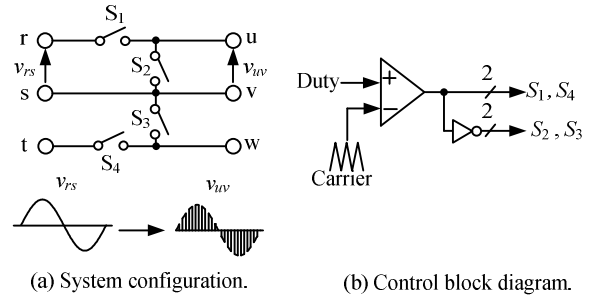 S1
r
u
vrs
S2
vuv
s
v
S3
t
w
S4
vrs
vuv
(a) System configuration.
Duty
+
−
Carrier
2
S1, S4
2
S2 , S3
(b) Control block diagram.